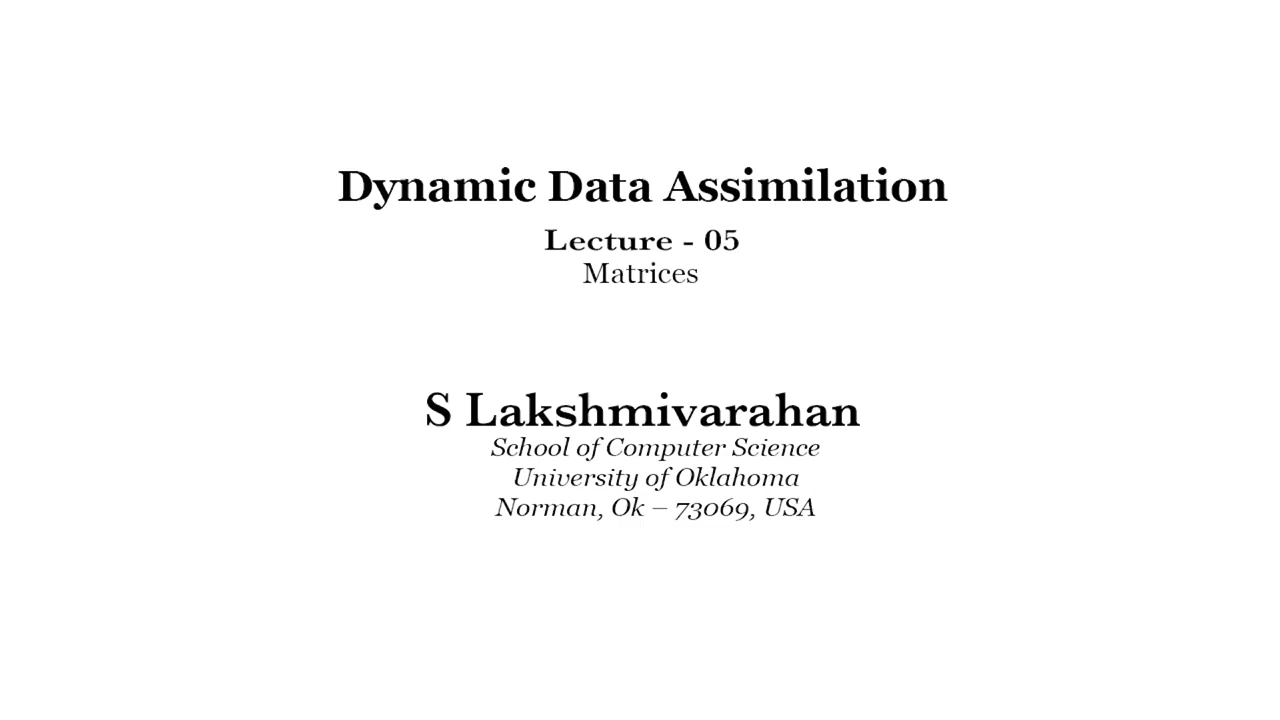 Dynamic Data Assimilation
Lecture - 05
Matrices
S Lakshmivarahan
School of Computer Science
University of Oklahoma
Norman, Ok – 73069, USA